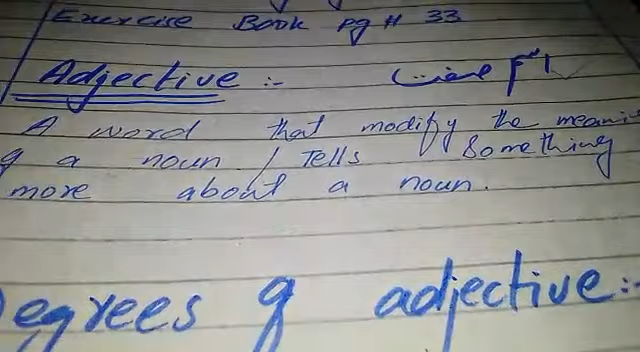 Exercise Book pg # 33
Adjective :- اسم صفت
A word that modify the meani
of a noun / Tells Something
more about a noun.
egrees of adjective:-